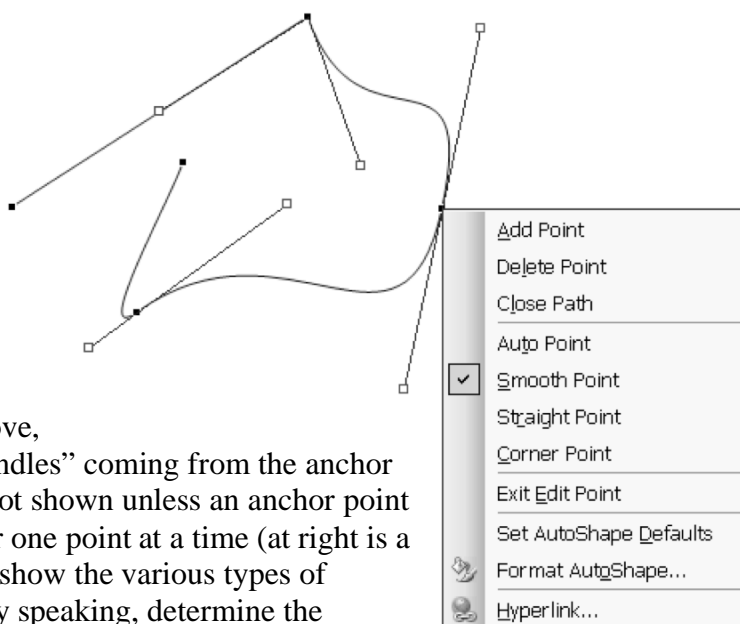 Add Point
Delete Point
Close Path
Auto Point
Smooth Point
Straight Point
Corner Point
Exit Edit Point
Set AutoShape Defaults
Format AutoShape...
Hyperlink...
ove,
ndles” coming from the anchor
ot shown unless an anchor point
r one point at a time (at right is a
show the various types of
y speaking, determine the